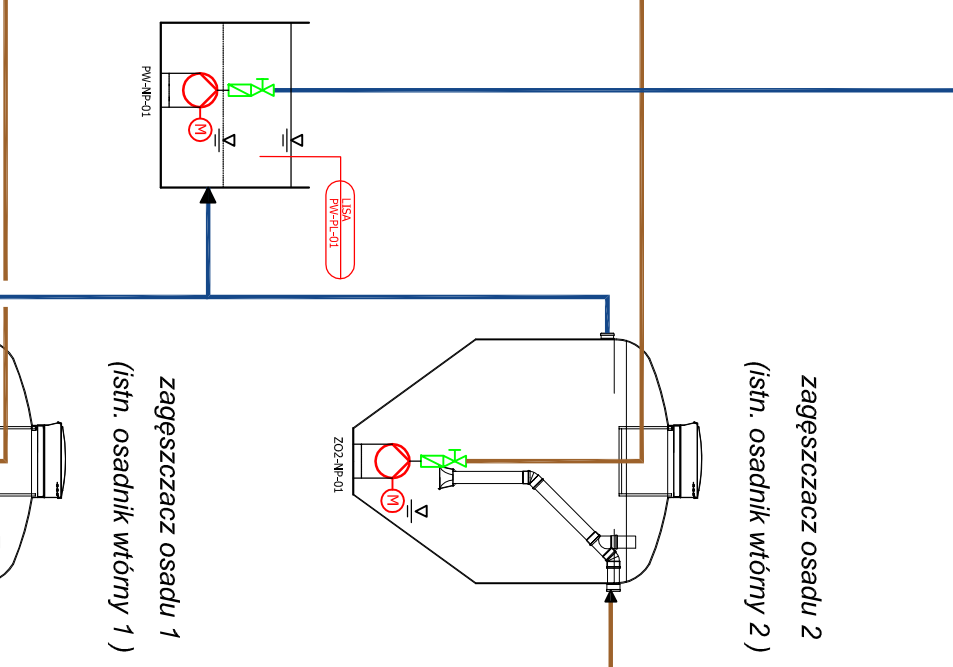 PW-NP-01
M
LISA
PW-PL-01
zagęszczacz osadu 1
(istn. osadnik wtórny 1 )
ZO2-NP-01
M
zagęszczacz osadu 2
(istn. osadnik wtórny 2 )